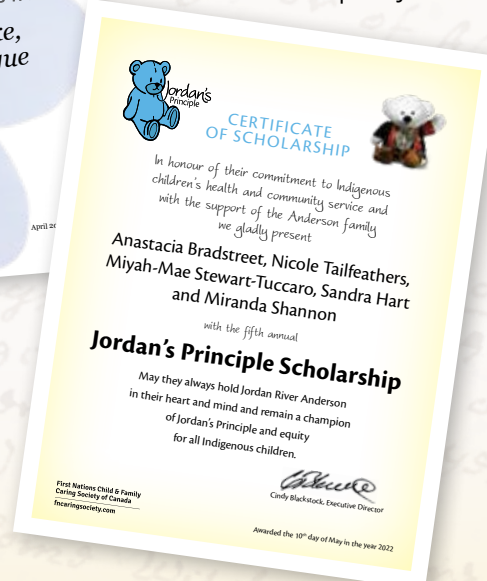 Jordan's
Principle
CERTIFICATE
OF SCHOLARSHIP
In honour of their commitment to Indigenous
children's health and community service and
with the support of the Anderson family
we gladly present
Anastacia Bradstreet, Nicole Tailfeathers,
Miyah-Mae Stewart-Tuccaro, Sandra Hart
and Miranda Shannon
with the fifth annual
Jordan's Principle Scholarship
May they always hold Jordan River Anderson
in their heart and mind and remain a champion
of Jordan's Principle and equity
for all Indigenous children.
First Nations Child & Family
Caring Society of Canada
fncaringsociety.com
Cindy Blackstock, Executive Director
Awarded the 10th day of May in the year 2022
April